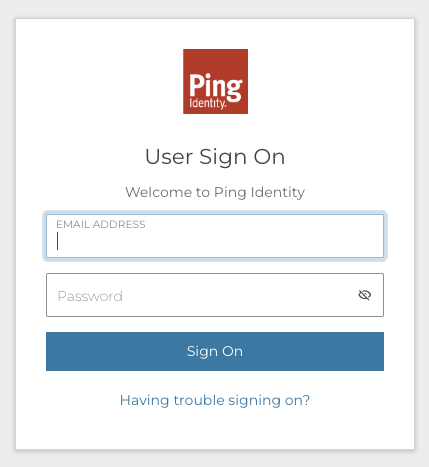 Ping
Identity.
User Sign On
Welcome to Ping Identity
EMAIL ADDRESS
Password
Sign On
Having trouble signing on?